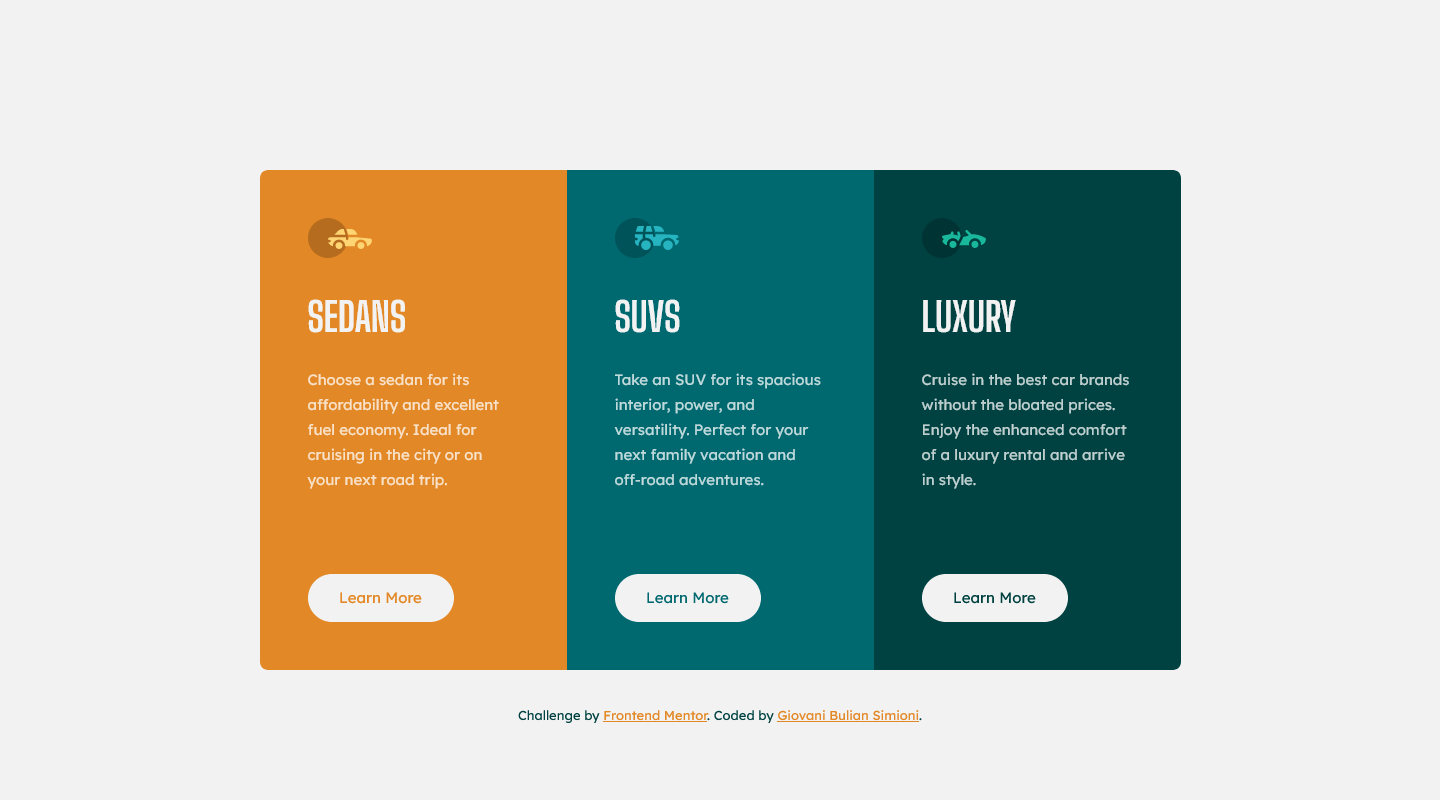 SEDANS
Choose a sedan for its
affordability and excellent
fuel economy. Ideal for
cruising in the city or on
your next road trip.
Learn More
SUVS
Take an SUV for its spacious
interior, power, and
versatility. Perfect for your
next family vacation and
off-road adventures.
Learn More
LUXURY
Cruise in the best car brands
without the bloated prices.
Enjoy the enhanced comfort
of a luxury rental and arrive
in style.
Learn More
Challenge by Frontend Mentor. Coded by Giovani Bulian Simioni.